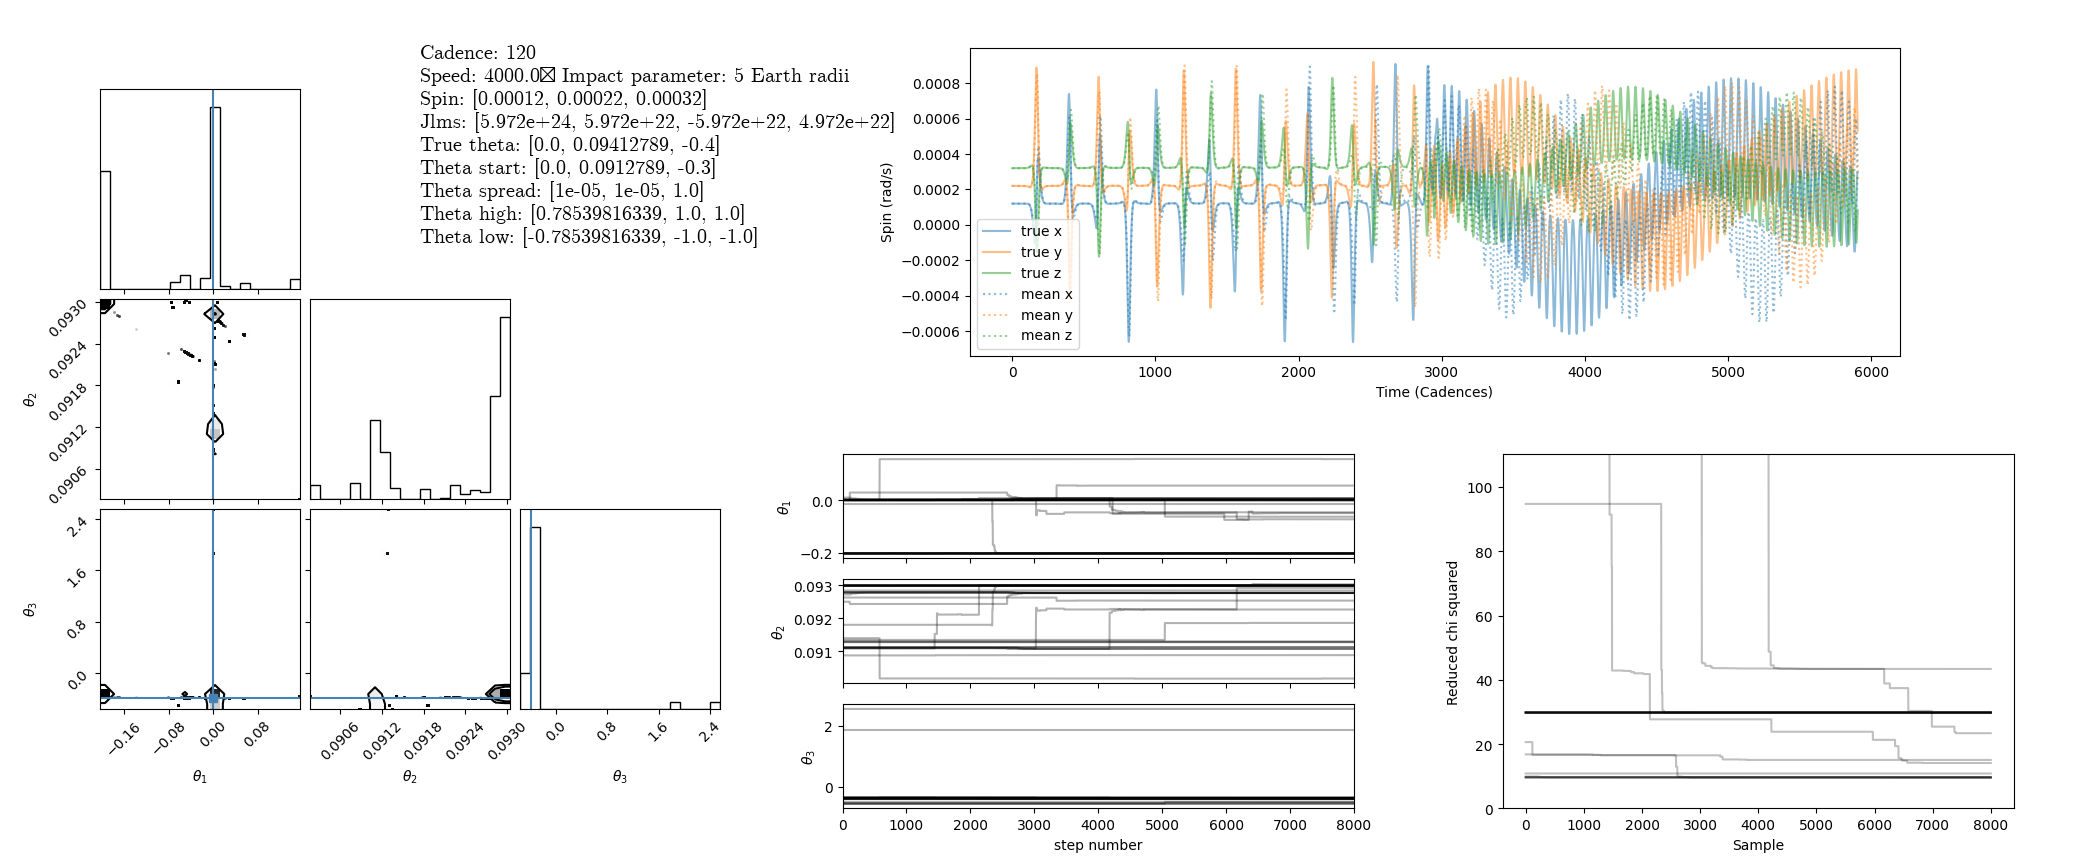 Cadence: 120
Speed: 4000.0☒ Impact parameter: 5 Earth radii
Spin: [0.00012, 0.00022, 0.00032]
Jlms: [5.972e+24, 5.972e+22, -5.972e+22, 4.972e+22]
True theta: [0.0, 0.09412789, -0.4]
Theta start: [0.0, 0.0912789, -0.3]
Theta spread: [1e-05, 1e-05, 1.0]
Theta high: [0.78539816339, 1.0, 1.0]
Theta low: [-0.78539816339, -1.0, -1.0]
0.0930
0.0924
0.0918
0.0912
0.0906
θ2
2.4
1.6
0.8
0.0
θ3
−0.16 −0.08 0.00 0.08
θ1
0.0906 0.0912 0.0918 0.0924 0.0930
θ2
0.0 0.8 1.6 2.4
θ3
0.0008
0.0006
0.0004
0.0002
0.0000
−0.0002
−0.0004
−0.0006
Spin (rad/s)
true x
true y
true z
mean x
mean y
mean z
0 1000 2000 3000 4000 5000 6000
Time (Cadences)
0.0
−0.2
θ1
0.093
0.092
0.091
θ2
2
0
θ3
0 1000 2000 3000 4000 5000 6000 7000 8000
step number
100
80
60
40
20
0
Reduced chi squared
0 1000 2000 3000 4000 5000 6000 7000 8000
Sample